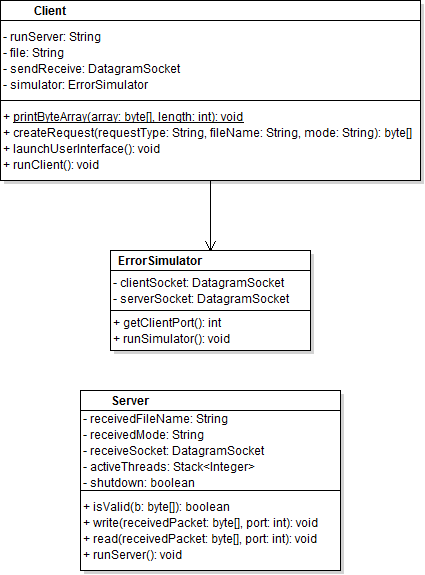 Client
- runServer: String
- file: String
- sendReceive: DatagramSocket
- simulator: ErrorSimulator
+ printByteArray(array: byte[], length: int): void
+ createRequest(requestType: String, fileName: String, mode: String): byte[]
+ launchUserInterface(): void
+ runClient(): void
ErrorSimulator
- clientSocket: DatagramSocket
- serverSocket: DatagramSocket
+ getClientPort(): int
+ runSimulator(): void
Server
- receivedFileName: String
- receivedMode: String
- receiveSocket: DatagramSocket
- activeThreads: Stack<Integer>
- shutdown: boolean
+ isValid(b: byte[]): boolean
+ write(receivedPacket: byte[], port: int): void
+ read(receivedPacket: byte[], port: int): void
+ runServer(): void